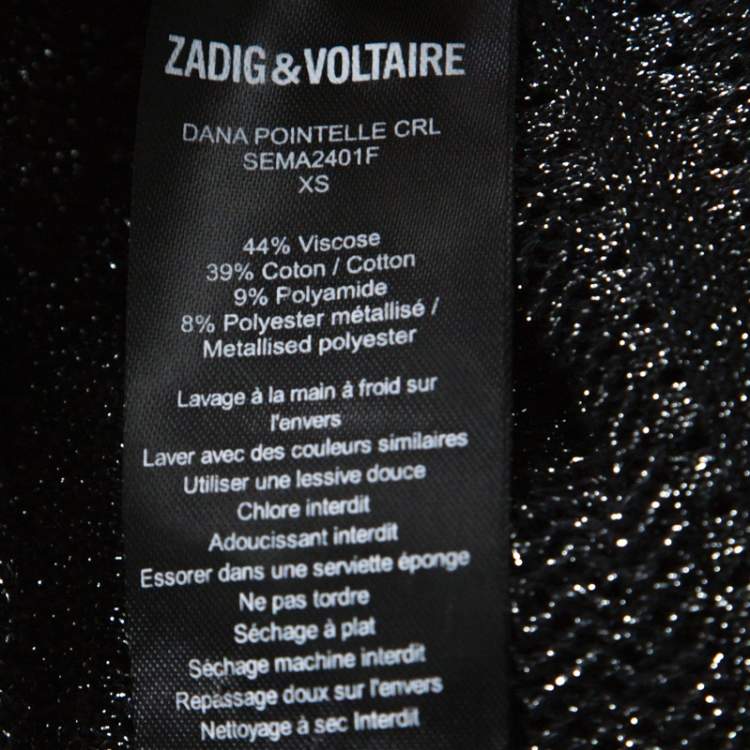 ZADIG&VOLTAIRE
DANA POINTELLE CRL
SEMA2401F
XS
44% Viscose
39% Coton / Cotton
9% Polyamide
8% Polyester métallisé /
Metallised polyester
Lavage à la main à froid sur
l'envers
Laver avec des couleurs similaires
Utiliser une lessive douce
Chlore interdit
Adoucissant interdit
Essorer dans une serviette éponge
Ne pas tordre
Séchage à plat
Séchage machine interdit
Repassage doux sur l'envers
Nettoyage à sec Interdit